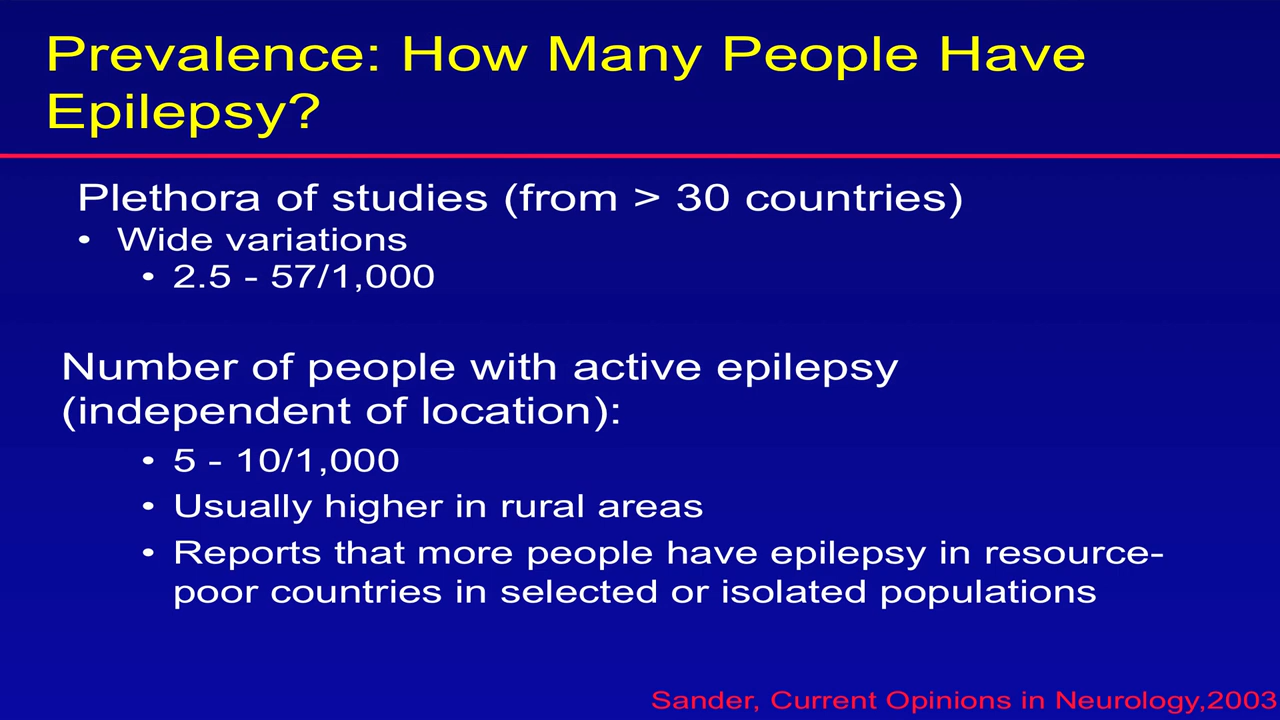 Prevalence: How Many People Have
Epilepsy?
Plethora of studies (from > 30 countries)
• Wide variations
• 2.5 - 57/1,000
Number of people with active epilepsy
(independent of location):
• 5 - 10/1,000
• Usually higher in rural areas
• Reports that more people have epilepsy in resource-
poor countries in selected or isolated populations
Sander, Current Opinions in Neurology,2003